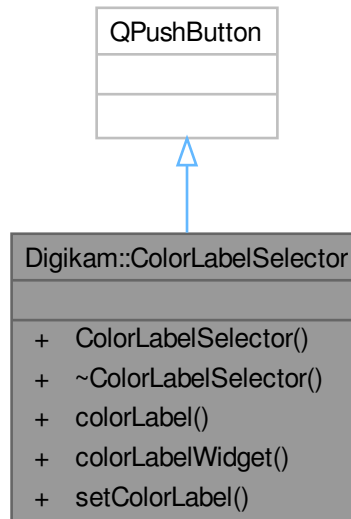 QPushButton
Digikam::ColorLabelSelector
+ ColorLabelSelector()
+ ~ColorLabelSelector()
+ colorLabel()
+ colorLabelWidget()
+ setColorLabel()